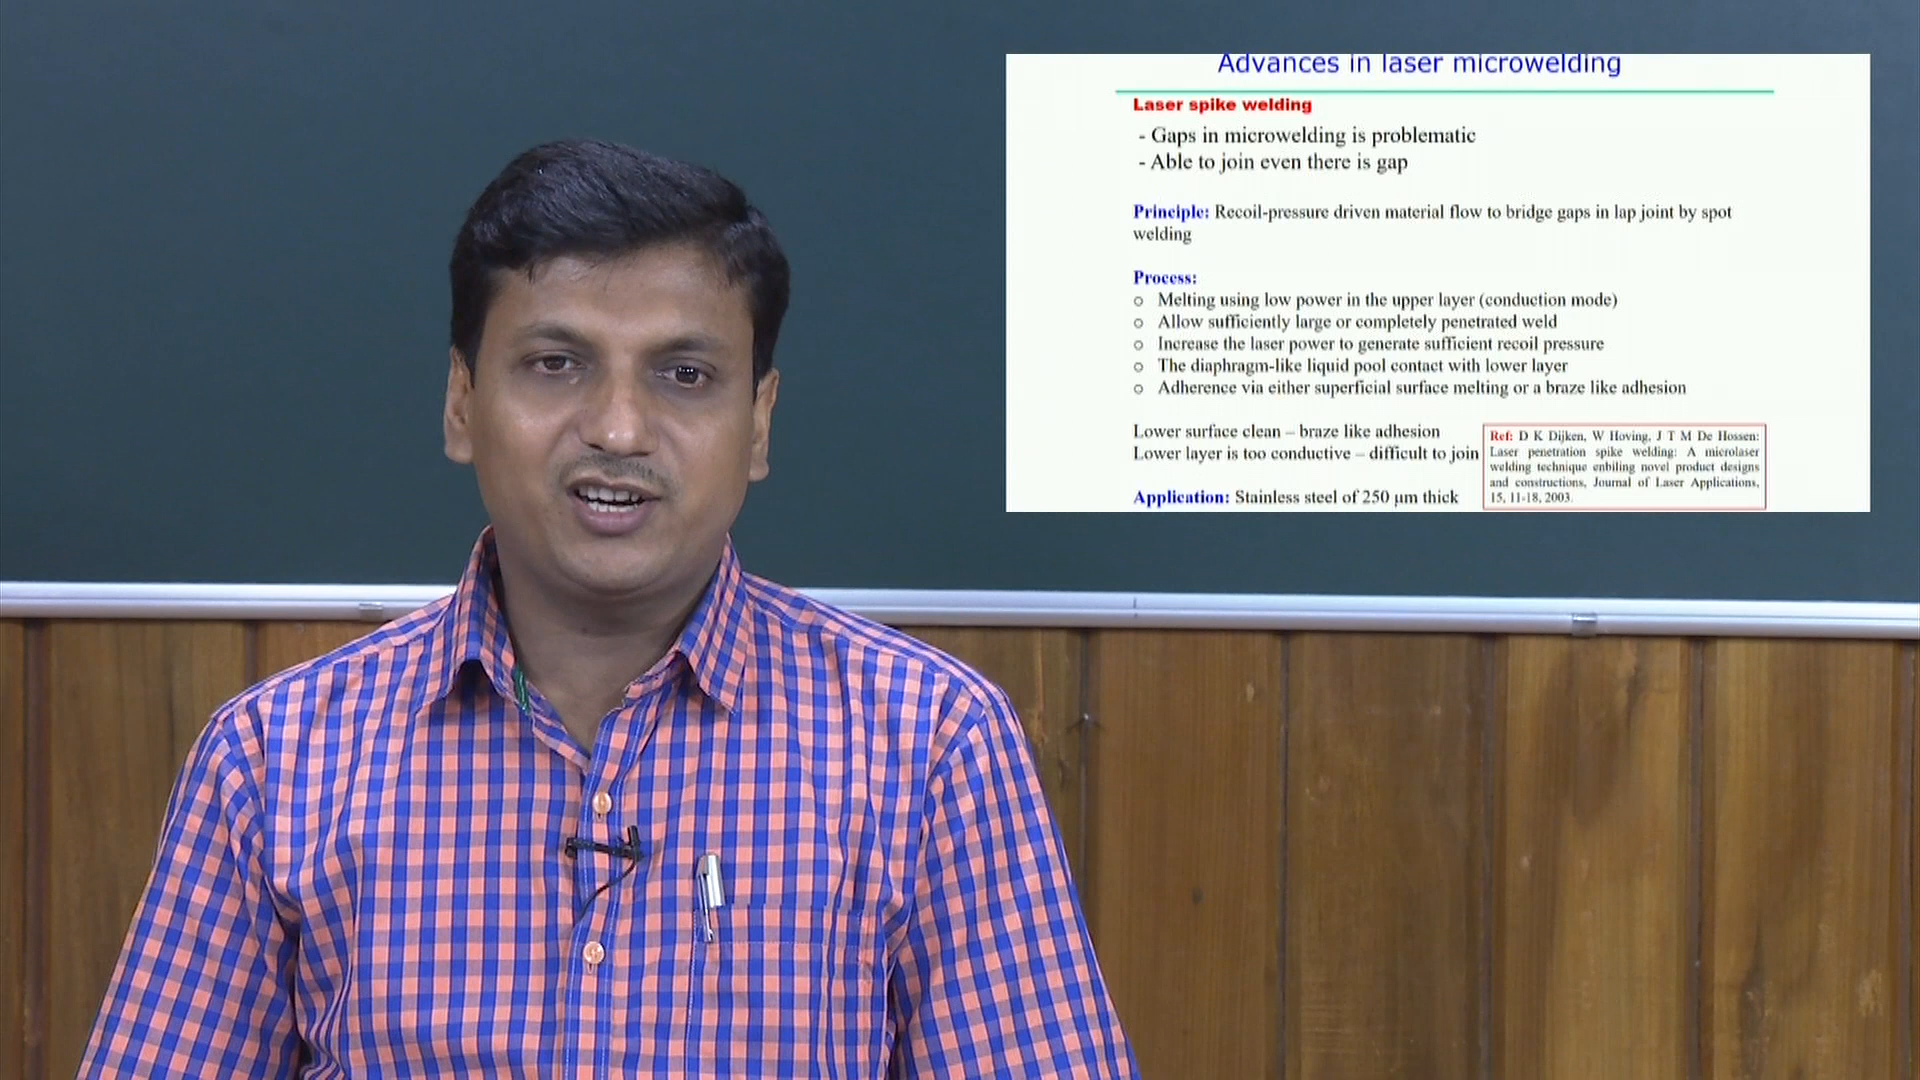 Advances in laser microwelding
Laser spike welding
- Gaps in microwelding is problematic
- Able to join even there is gap
Principle: Recoil-pressure driven material flow to bridge gaps in lap joint by spot
welding
Process:
o Melting using low power in the upper layer (conduction mode)
o Allow sufficiently large or completely penetrated weld
o Increase the laser power to generate sufficient recoil pressure
o The diaphragm-like liquid pool contact with lower layer
o Adherence via either superficial surface melting or a braze like adhesion
Lower surface clean – braze like adhesion
Lower layer is too conductive – difficult to join
Application: Stainless steel of 250 μm thick
Ref: D K Dijken, W Hoving, J T M De Hossen:
Laser penetration spike welding: A microlaser
welding technique enbiling novel product designs
and constructions, Journal of Laser Applications,
15, 11-18, 2003.